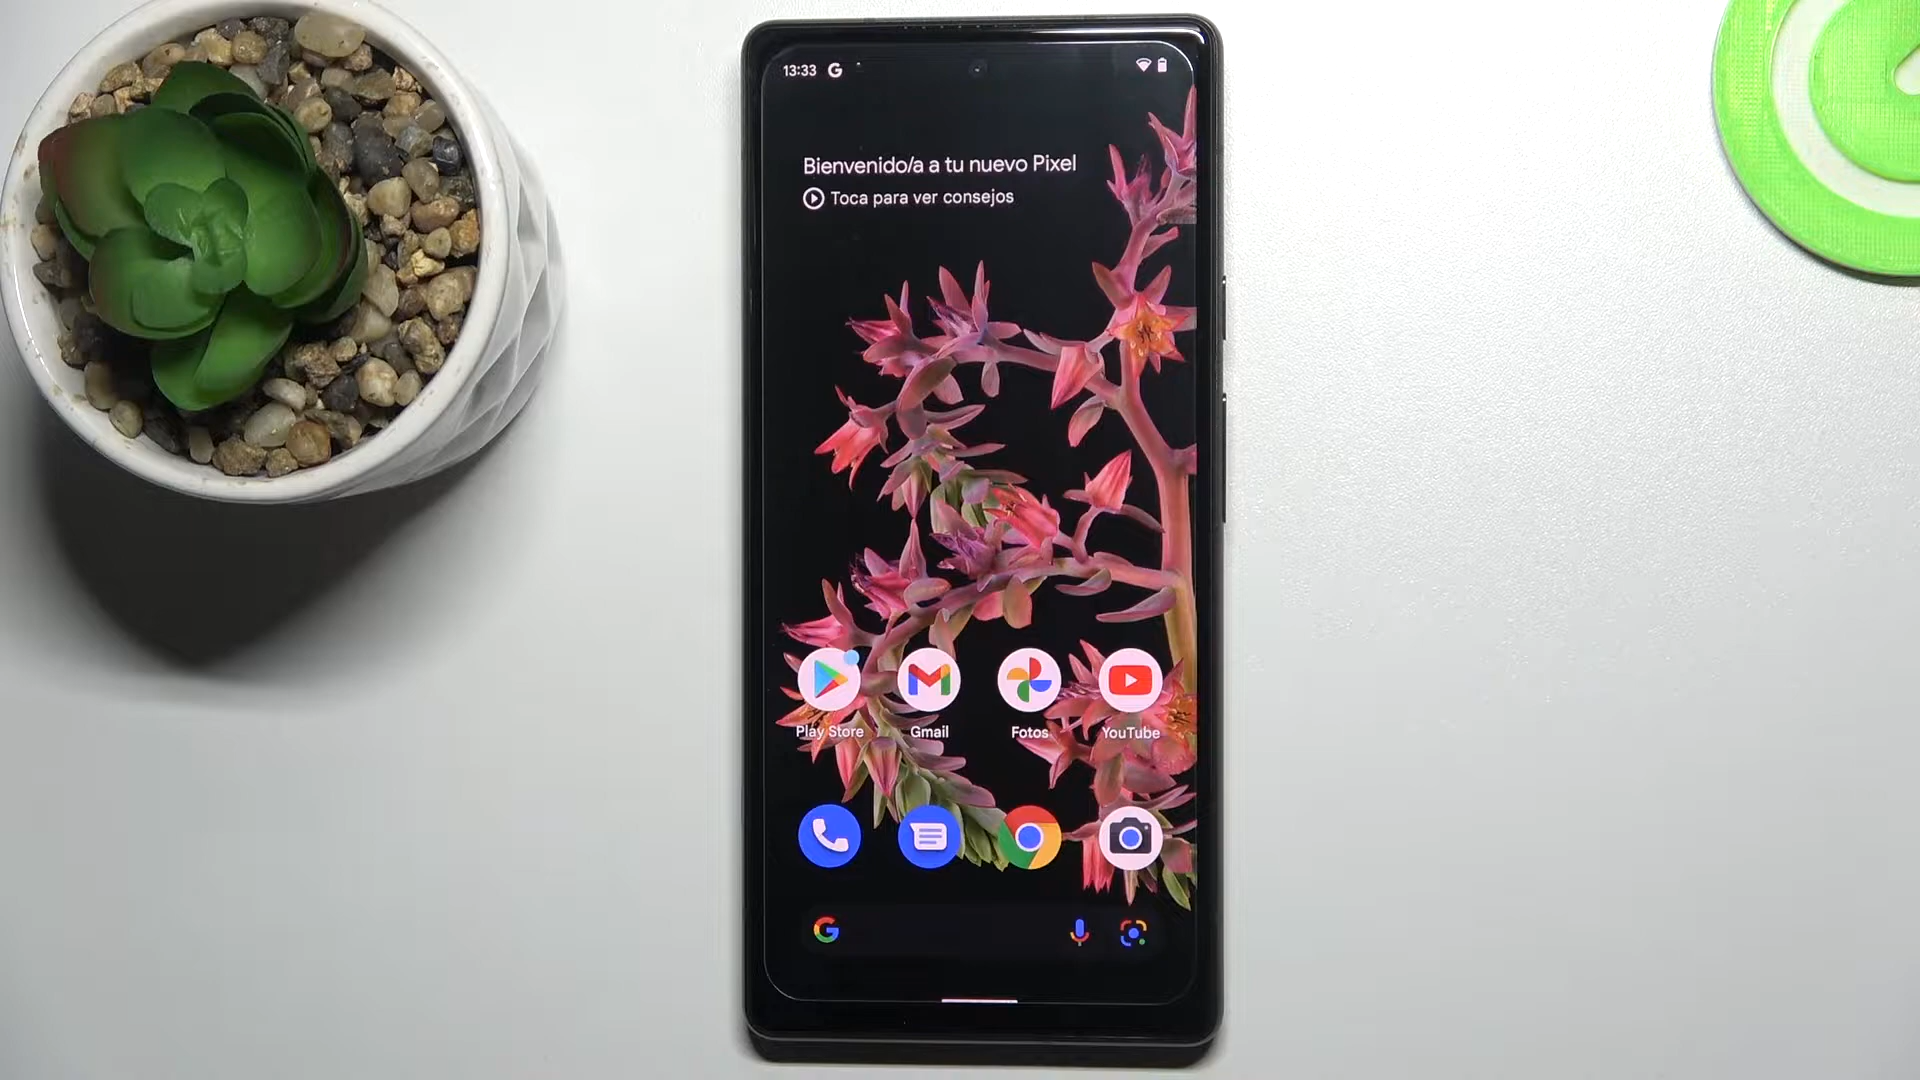 13:33
Bienvenido/a a tu nuevo Pixel
Toca para ver consejos
Play Store
Gmail
Fotos
YouTube